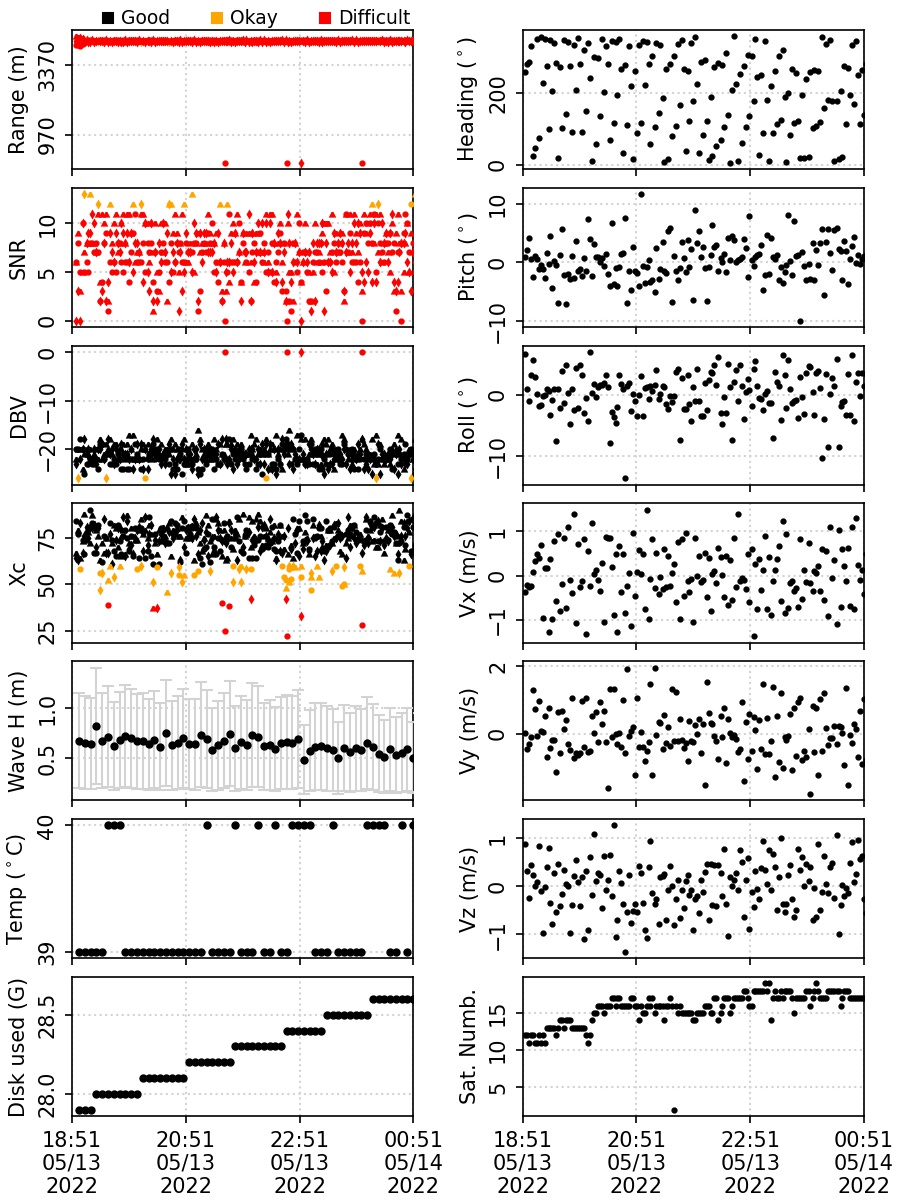 Good Okay Difficult
Range (m)
3370
970
Heading (°)
200
0
SNR
10
5
0
Pitch (°)
10
0
−10
DBV
0
−10
−20
Roll (°)
0
−10
Xc
75
50
25
Vx (m/s)
1
0
−1
Wave H (m)
1.0
0.5
Vy (m/s)
2
0
Temp (°C)
40
39
Vz (m/s)
1
0
−1
Disk used (G)
28.5
28.0
Sat. Numb.
15
10
5
18:51 20:51 22:51 00:51
05/13 05/13 05/13 05/14
2022 2022 2022 2022
18:51 20:51 22:51 00:51
05/13 05/13 05/13 05/14
2022 2022 2022 2022